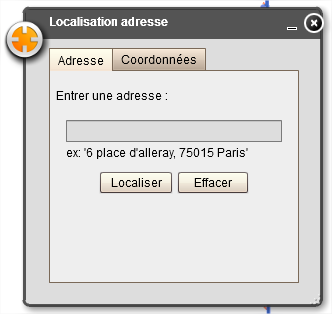 Localisation adresse
Adresse
Coordonnées
Entrer une adresse :
ex: '6 place d'alleray, 75015 Paris'
Localiser
Effacer